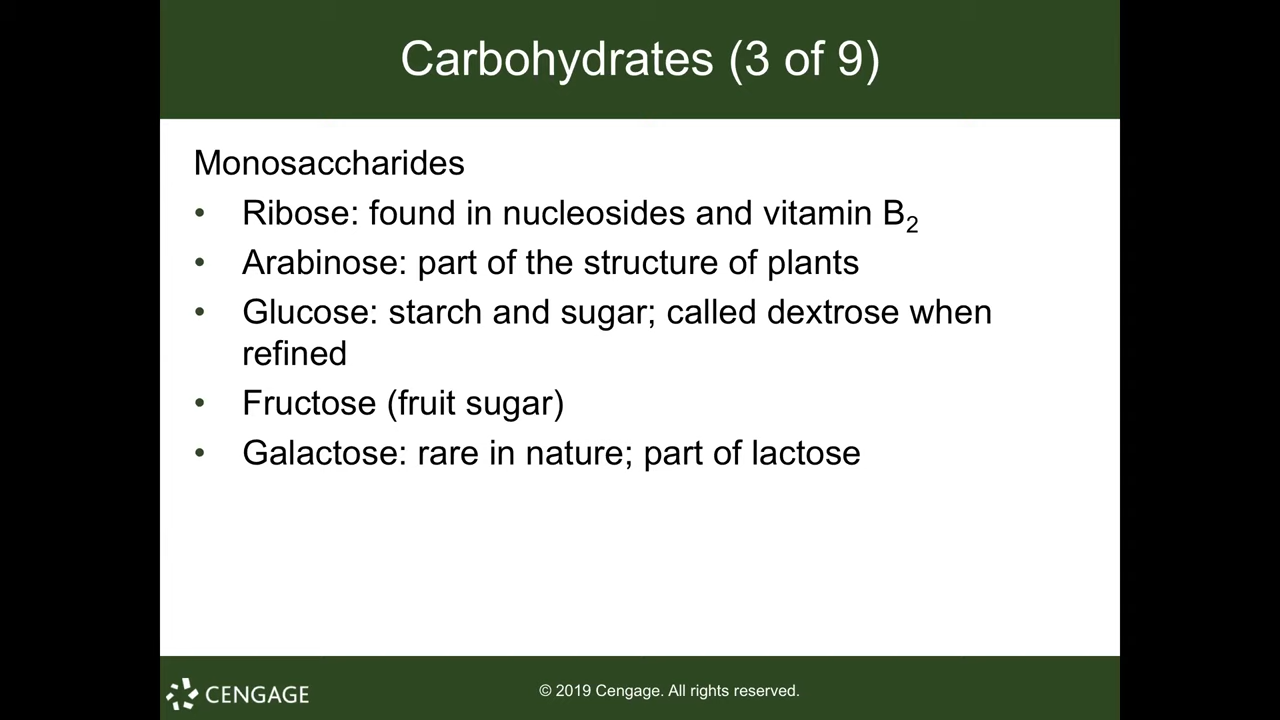 Carbohydrates (3 of 9)
Monosaccharides
• Ribose: found in nucleosides and vitamin B₂
• Arabinose: part of the structure of plants
• Glucose: starch and sugar; called dextrose when
refined
• Fructose (fruit sugar)
• Galactose: rare in nature; part of lactose
CENGAGE
© 2019 Cengage. All rights reserved.